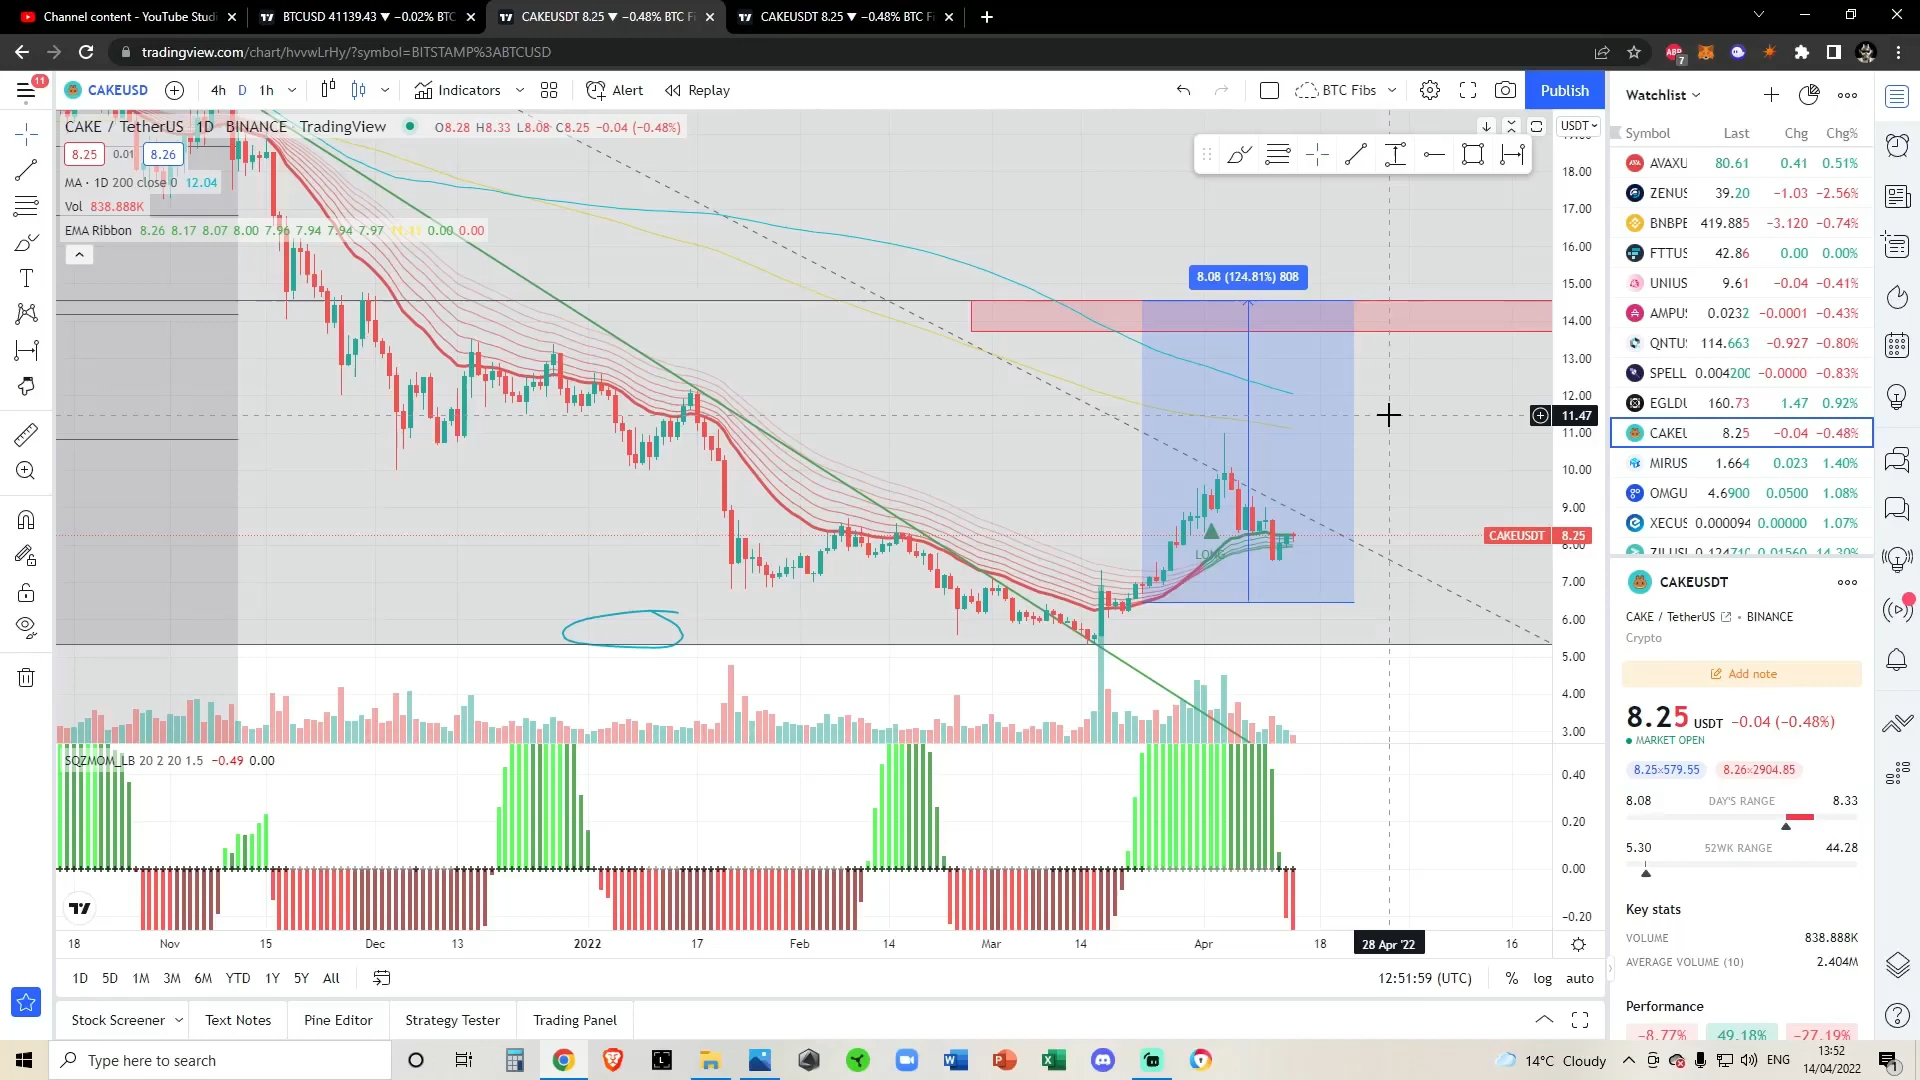 Channel content - YouTube Studi
BTCUSD 41139.43 ▼ −0.02% BTC
CAKEUSDT 8.25 ▼ −0.48% BTC Fi
CAKEUSDT 8.25 ▼ −0.48% BTC Fi
tradingview.com/chart/hvvwLrHy/?symbol=BITSTAMP%3ABTCUSD
7
11
CAKEUSD
4h D 1h
Indicators
Alert
Replay
BTC Fibs
Publish
CAKE / TetherUS 1D BINANCE TradingView O8.28 H8.33 L8.08 C8.25 −0.04 (−0.48%)
8.25 0.01 8.26
MA · 1D 200 close 0 12.04
Vol 838.888K
EMA Ribbon 8.26 8.17 8.07 8.00 7.96 7.94 7.94 7.97 0.00 0.00
USDT
18.00
17.00
16.00
15.00
14.00
13.00
12.00
11.47
11.00
10.00
9.00
CAKEUSDT 8.25
8.00
7.00
6.00
5.00
4.00
3.00
8.08 (124.81%) 808
LONG
SQZMOM_LB 20 2 20 1.5 −0.49 0.00
0.40
0.20
0.00
−0.20
18 Nov 15 Dec 13 2022 17 Feb 14 Mar 14 Apr 18 28 Apr '22 16
1D 5D 1M 3M 6M YTD 1Y 5Y All
12:51:59 (UTC) % log auto
Stock Screener Text Notes Pine Editor Strategy Tester Trading Panel
Watchlist
Symbol Last Chg Chg%
AVAXU 80.61 0.41 0.51%
ZENUS 39.20 −1.03 −2.56%
BNBPE 419.885 −3.120 −0.74%
FTTUS 42.86 0.00 0.00%
UNIUS 9.61 −0.04 −0.41%
AMPUS 0.0232 −0.0001 −0.43%
QNTU 114.663 −0.927 −0.80%
SPELL 0.004200 −0.0000 −0.83%
EGLDU 160.73 1.47 0.92%
CAKEU 8.25 −0.04 −0.48%
MIRUS 1.664 0.023 1.40%
OMGU 4.6900 0.0500 1.08%
XECUS 0.000094 0.00000 1.07%
CAKEUSDT
CAKE / TetherUS • BINANCE
Crypto
Add note
8.25 USDT −0.04 (−0.48%)
MARKET OPEN
8.25×579.55 8.26×2904.85
8.08 DAY'S RANGE 8.33
5.30 52WK RANGE 44.28
Key stats
VOLUME 838.888K
AVERAGE VOLUME (10) 2.404M
Performance
−8.77% 49.18% −27.19%
Type here to search
14°C Cloudy
ENG
13:52
14/04/2022
1